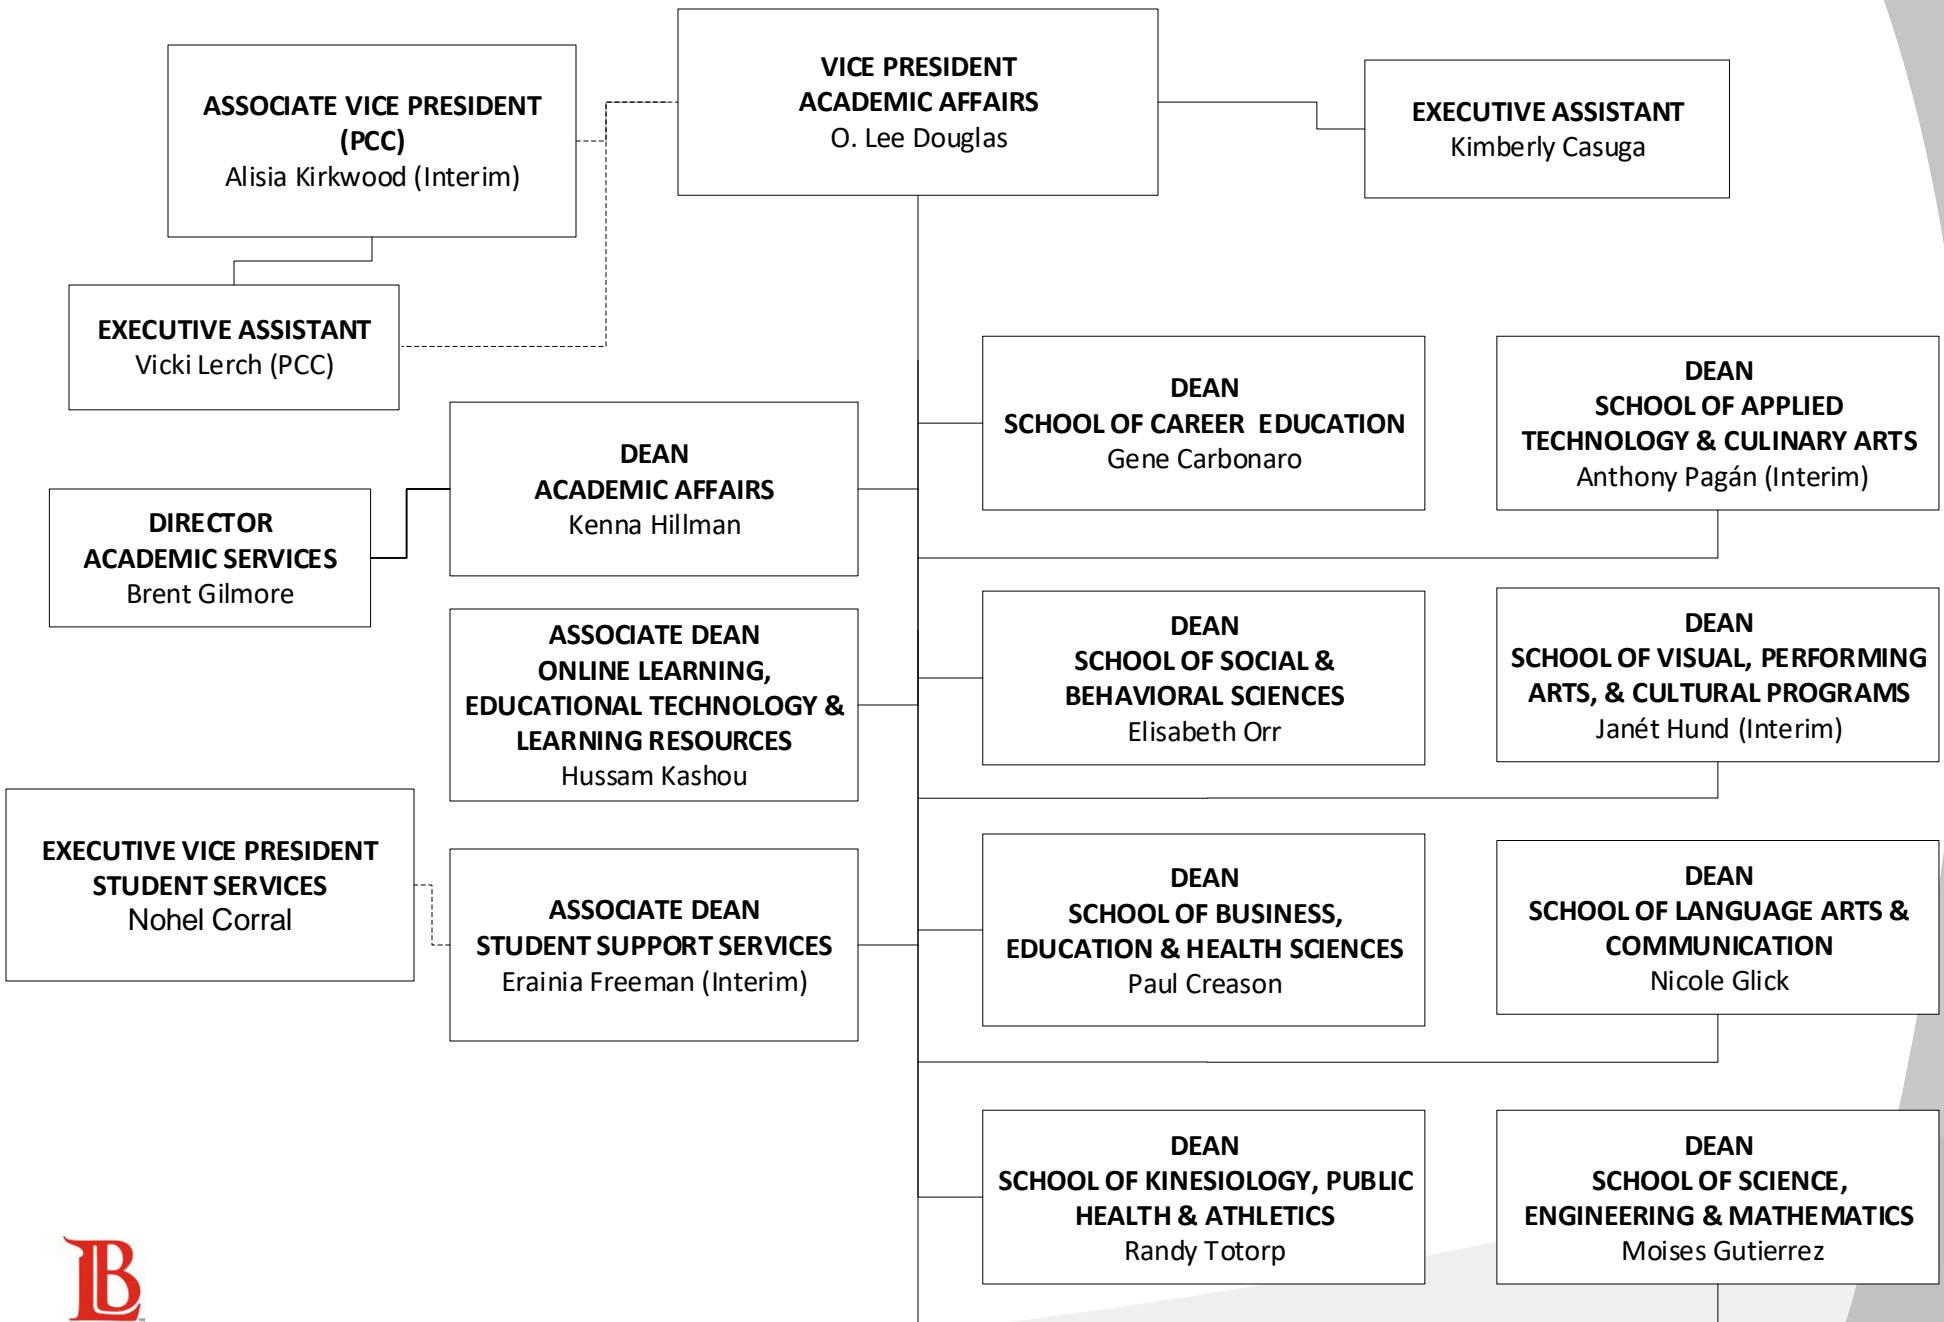 VICE PRESIDENT
ACADEMIC AFFAIRS
O. Lee Douglas
ASSOCIATE VICE PRESIDENT
(PCC)
Alisia Kirkwood (Interim)
EXECUTIVE ASSISTANT
Kimberly Casuga
EXECUTIVE ASSISTANT
Vicki Lerch (PCC)
DEAN
SCHOOL OF CAREER EDUCATION
Gene Carbonaro
DEAN
SCHOOL OF APPLIED
TECHNOLOGY & CULINARY ARTS
Anthony Pagán (Interim)
DEAN
ACADEMIC AFFAIRS
Kenna Hillman
DIRECTOR
ACADEMIC SERVICES
Brent Gilmore
ASSOCIATE DEAN
ONLINE LEARNING,
EDUCATIONAL TECHNOLOGY &
LEARNING RESOURCES
Hussam Kashou
DEAN
SCHOOL OF SOCIAL &
BEHAVIORAL SCIENCES
Elisabeth Orr
DEAN
SCHOOL OF VISUAL, PERFORMING
ARTS, & CULTURAL PROGRAMS
Janét Hund (Interim)
EXECUTIVE VICE PRESIDENT
STUDENT SERVICES
Nohel Corral
ASSOCIATE DEAN
STUDENT SUPPORT SERVICES
Erainia Freeman (Interim)
DEAN
SCHOOL OF BUSINESS,
EDUCATION & HEALTH SCIENCES
Paul Creason
DEAN
SCHOOL OF LANGUAGE ARTS &
COMMUNICATION
Nicole Glick
DEAN
SCHOOL OF KINESIOLOGY, PUBLIC
HEALTH & ATHLETICS
Randy Totorp
DEAN
SCHOOL OF SCIENCE,
ENGINEERING & MATHEMATICS
Moises Gutierrez
LB